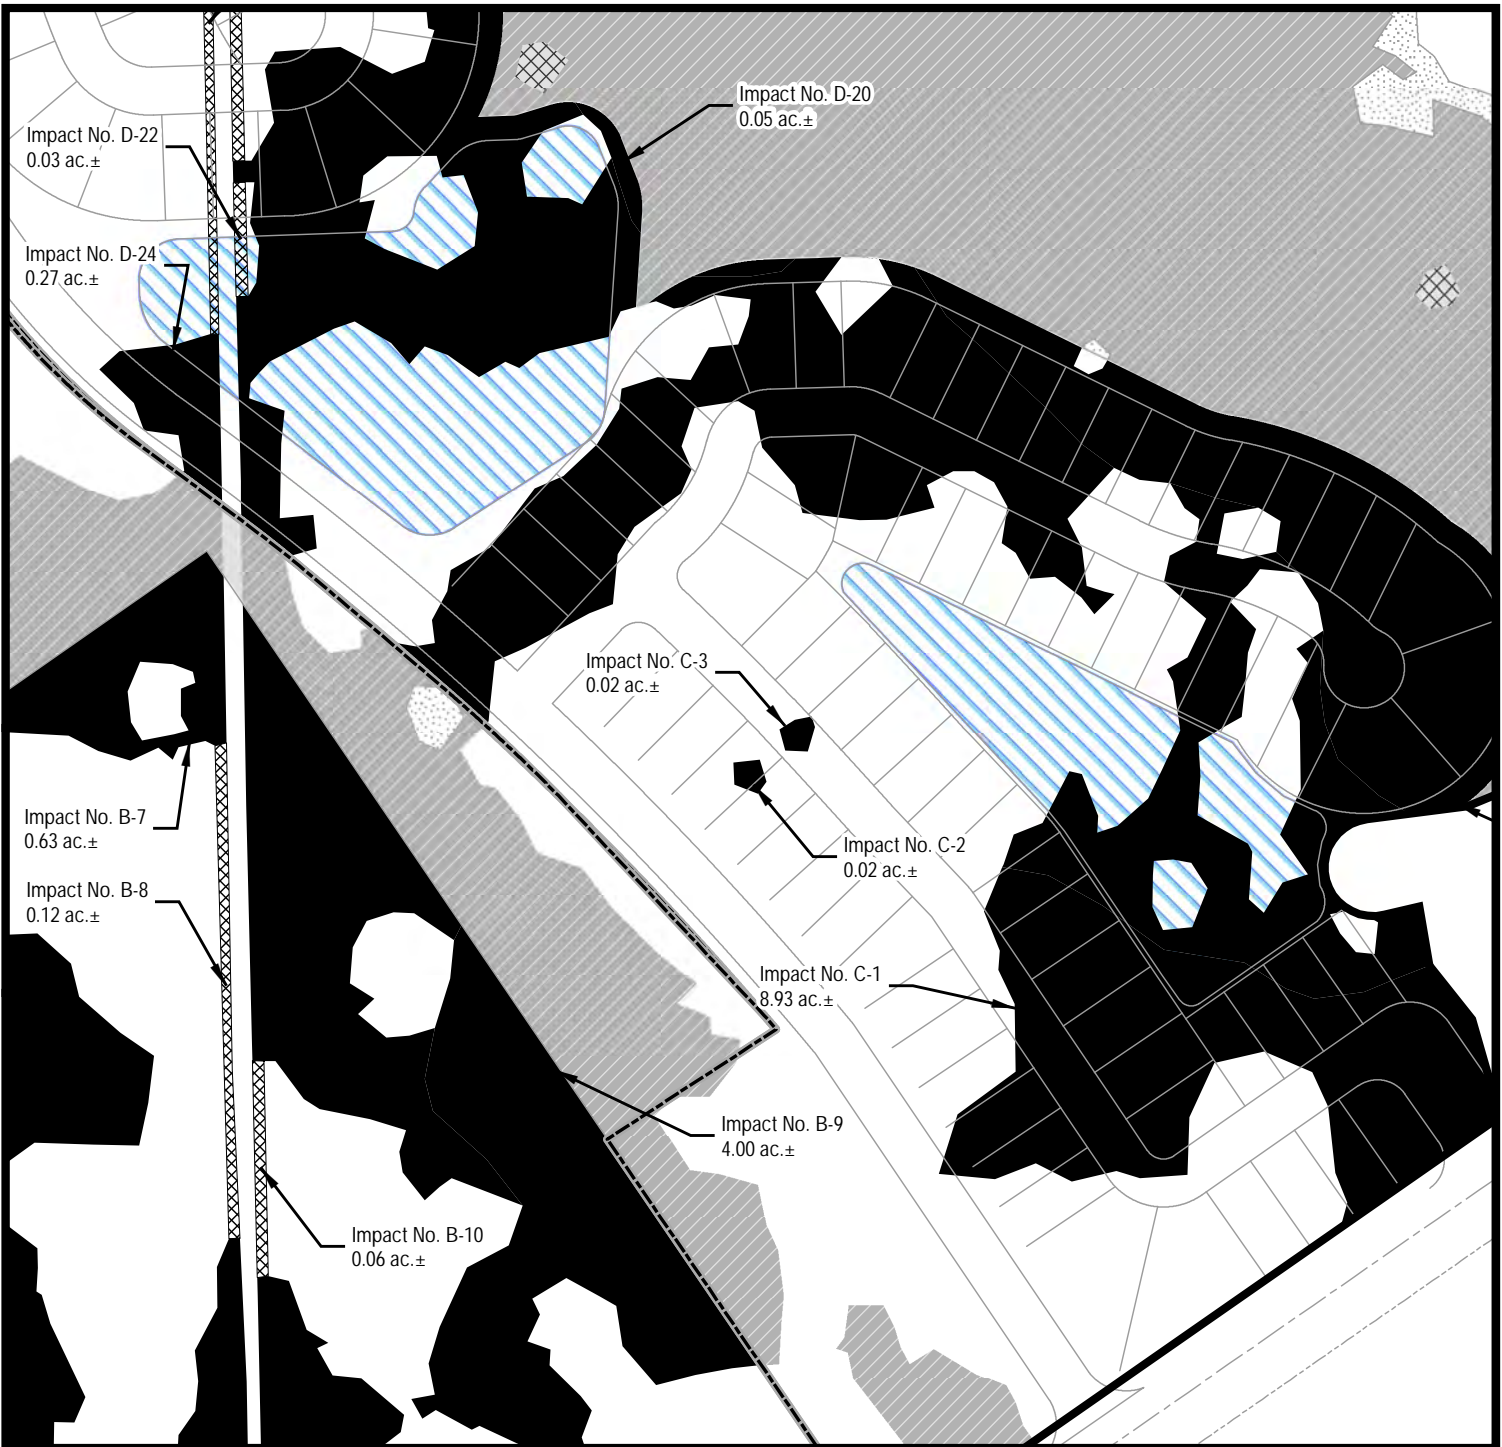 Impact No. D-20
0.05 ac.±
Impact No. D-22
0.03 ac.±
Impact No. D-24
0.27 ac.±
Impact No. C-3
0.02 ac.±
Impact No. B-7
0.63 ac.±
Impact No. C-2
0.02 ac.±
Impact No. B-8
0.12 ac.±
Impact No. C-1
8.93 ac.±
Impact No. B-9
4.00 ac.±
Impact No. B-10
0.06 ac.±